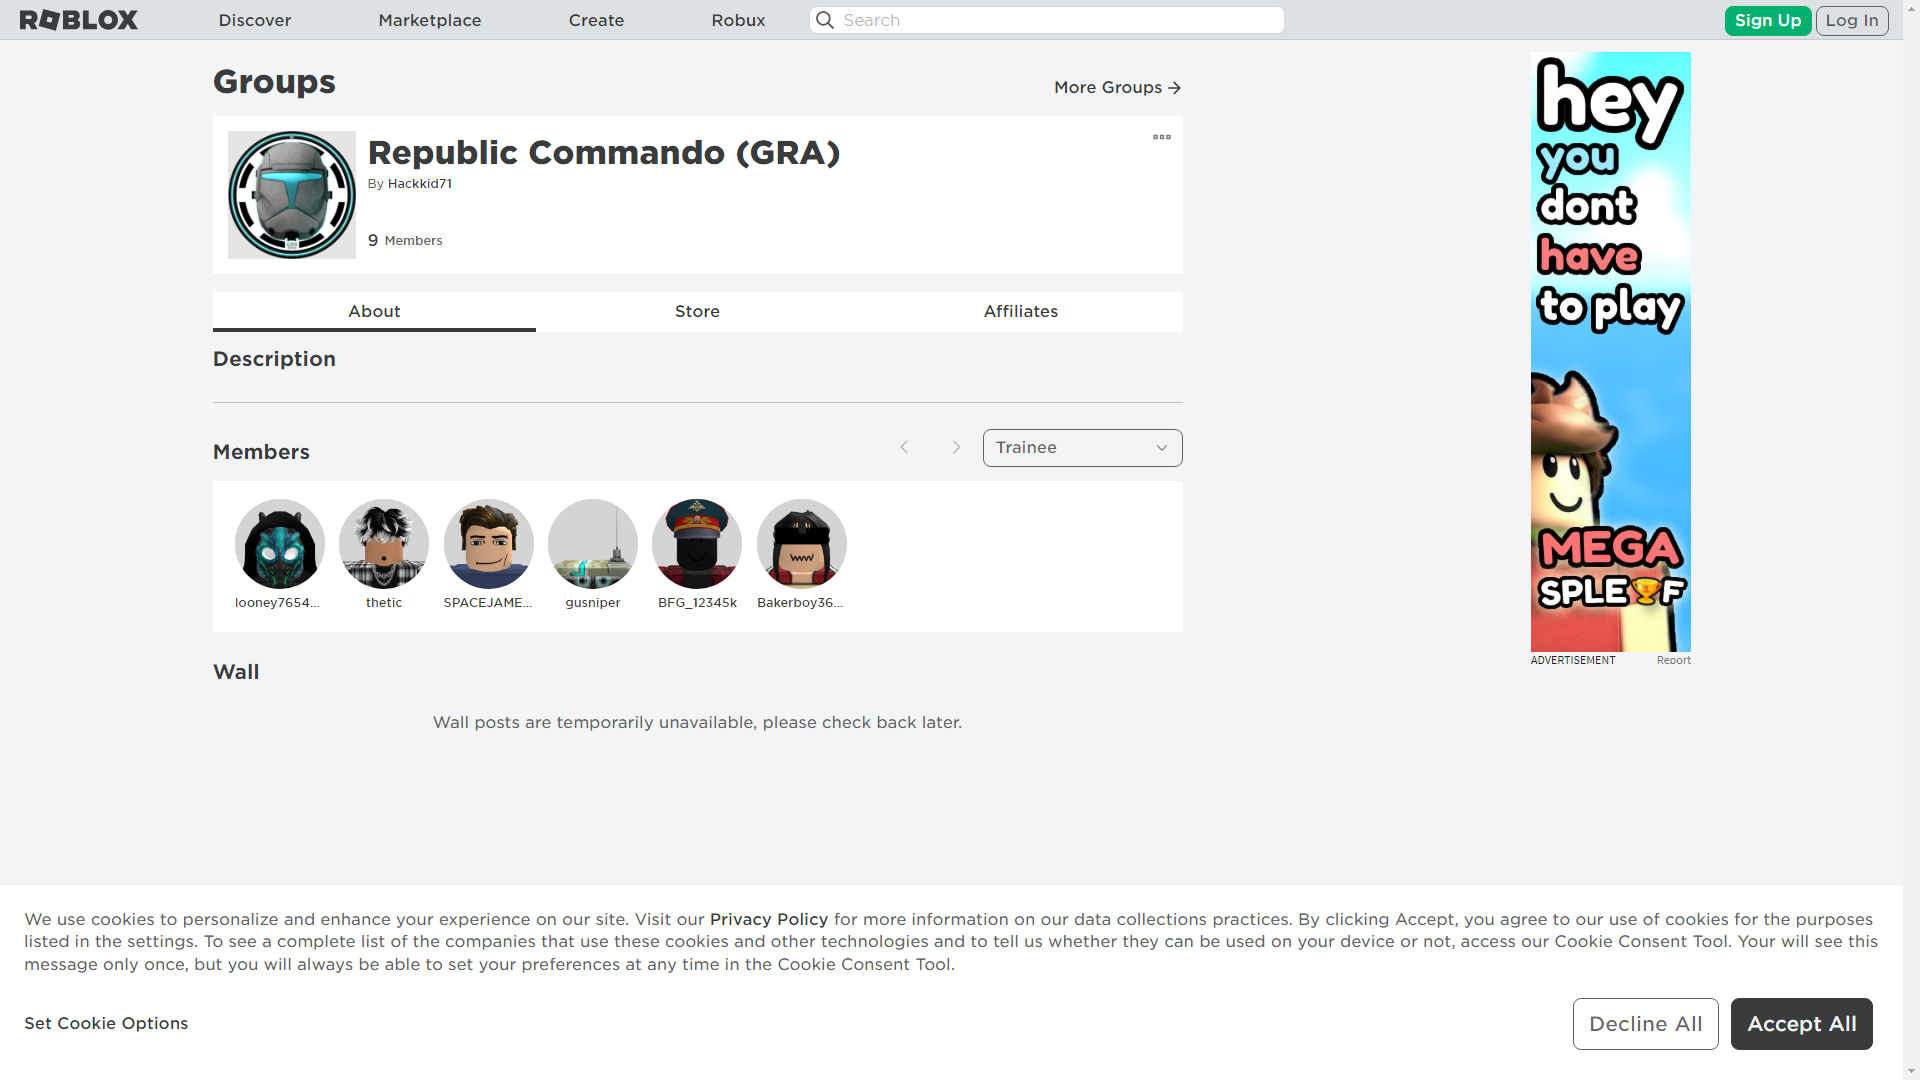 ROBLOX
Discover
Marketplace
Create
Robux
Search
Sign Up
Log In
Groups
More Groups
Republic Commando (GRA)
By Hackkid71
9 Members
About
Store
Affiliates
Description
Members
Trainee
looney7654...
thetic
SPACEJAME...
gusniper
BFG_12345k
Bakerboy36...
Wall
Wall posts are temporarily unavailable, please check back later.
hey
you
dont
have
to play
MEGA
SPLEEF
ADVERTISEMENT
Report
We use cookies to personalize and enhance your experience on our site. Visit our Privacy Policy for more information on our data collections practices. By clicking Accept, you agree to our use of cookies for the purposes
listed in the settings. To see a complete list of the companies that use these cookies and other technologies and to tell us whether they can be used on your device or not, access our Cookie Consent Tool. Your will see this
message only once, but you will always be able to set your preferences at any time in the Cookie Consent Tool.
Set Cookie Options
Decline All
Accept All